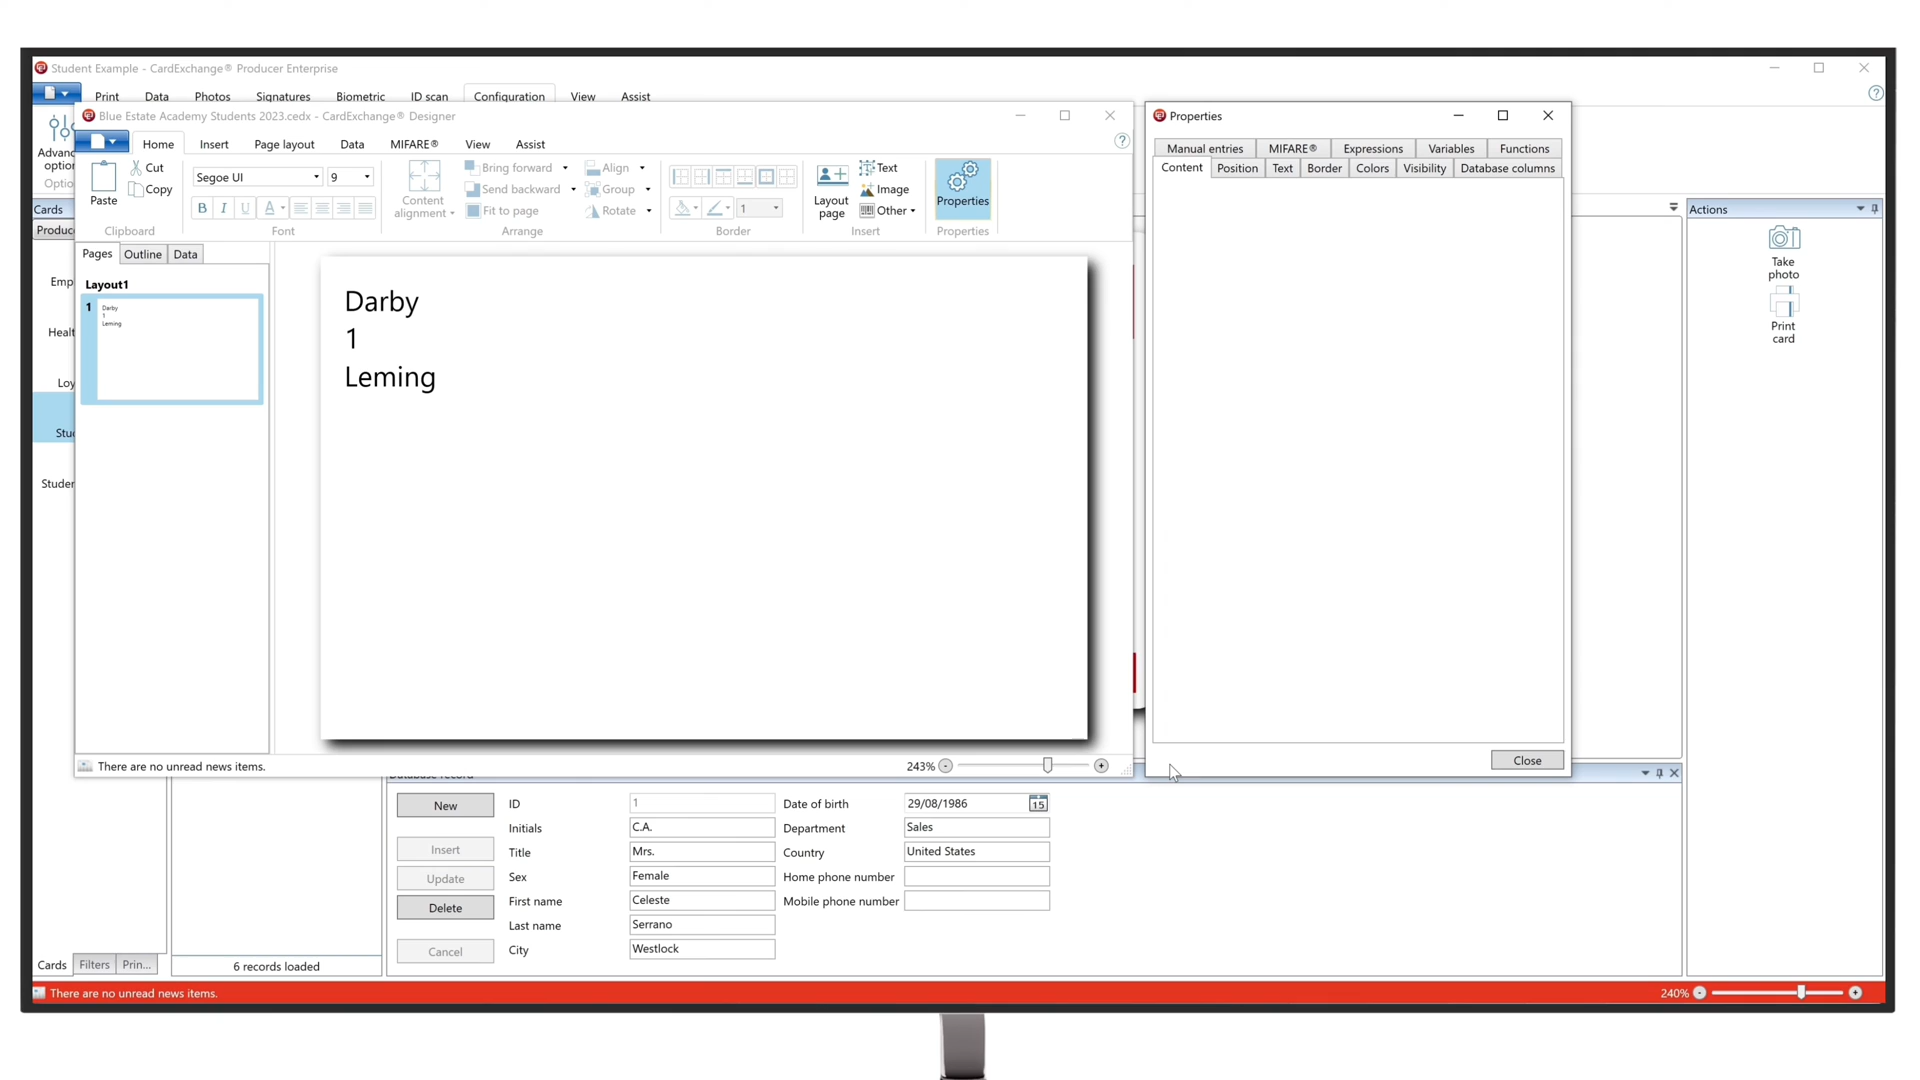 Student Example - CardExchange® Producer Enterprise
Print Data Photos Signatures Biometric ID scan Configuration View Assist
Blue Estate Academy Students 2023.cedx - CardExchange® Designer
Home Insert Page layout Data MIFARE® View Assist
Paste
Cut
Copy
Clipboard
Segoe UI 9
B I U A
Font
Content alignment
Bring forward
Send backward
Fit to page
Align
Group
Rotate
Arrange
1
Border
Layout page
Text
Image
Other
Insert
Properties
Properties
Pages Outline Data
Layout1
1
Darby
1
Leming
Darby
1
Leming
There are no unread news items.
243%
Properties
Manual entries MIFARE® Expressions Variables Functions
Content Position Text Border Colors Visibility Database columns
Close
Actions
Take photo
Print card
Cards
New
Insert
Update
Delete
Cancel
ID 1
Initials C.A.
Title Mrs.
Sex Female
First name Celeste
Last name Serrano
City Westlock
Date of birth 29/08/1986 15
Department Sales
Country United States
Home phone number
Mobile phone number
Cards Filters Prin...
6 records loaded
There are no unread news items.
240%